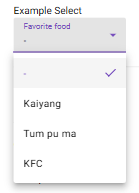 Example Select
Favorite food
-
-
Kaiyang
Tum pu ma
KFC